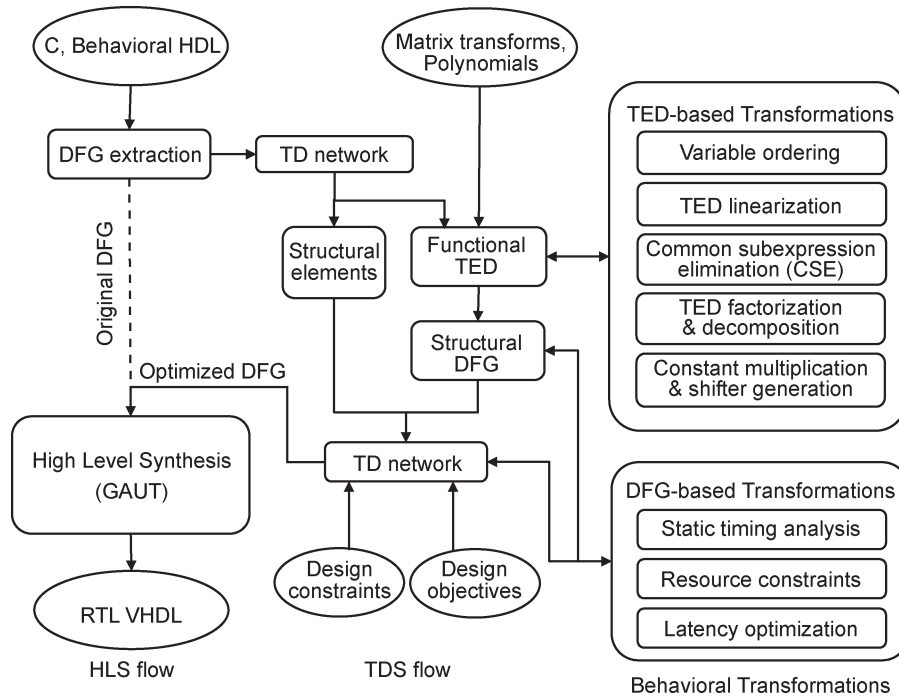 C, Behavioral HDL
Matrix transforms,
Polynomials
DFG extraction
TD network
Structural
elements
Functional
TED
Structural
DFG
Original DFG
Optimized DFG
High Level Synthesis
(GAUT)
TD network
Design
constraints
Design
objectives
RTL VHDL
HLS flow
TDS flow
TED-based Transformations
Variable ordering
TED linearization
Common subexpression
elimination (CSE)
TED factorization
& decomposition
Constant multiplication
& shifter generation
DFG-based Transformations
Static timing analysis
Resource constraints
Latency optimization
Behavioral Transformations